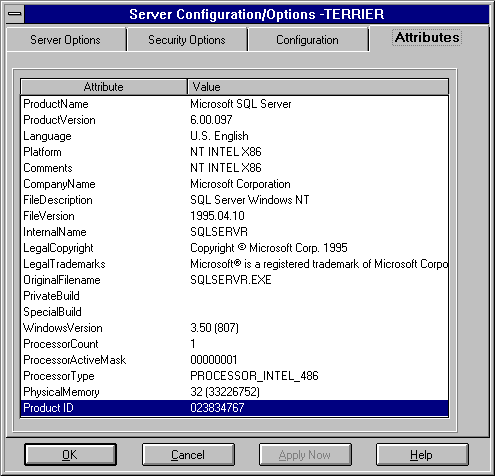 Server Configuration/Options -TERRIER
Server Options Security Options Configuration Attributes
Attribute Value
ProductName Microsoft SQL Server
ProductVersion 6.00.097
Language U.S. English
Platform NT INTEL X86
Comments NT INTEL X86
CompanyName Microsoft Corporation
FileDescription SQL Server Windows NT
FileVersion 1995.04.10
InternalName SQLSERVR
LegalCopyright Copyright © Microsoft Corp. 1995
LegalTrademarks Microsoft® is a registered trademark of Microsoft Corpo
OriginalFilename SQLSERVR.EXE
PrivateBuild
SpecialBuild
WindowsVersion 3.50 (807)
ProcessorCount 1
ProcessorActiveMask 00000001
ProcessorType PROCESSOR_INTEL_486
PhysicalMemory 32 (33226752)
Product ID 023834767
OK Cancel Apply Now Help